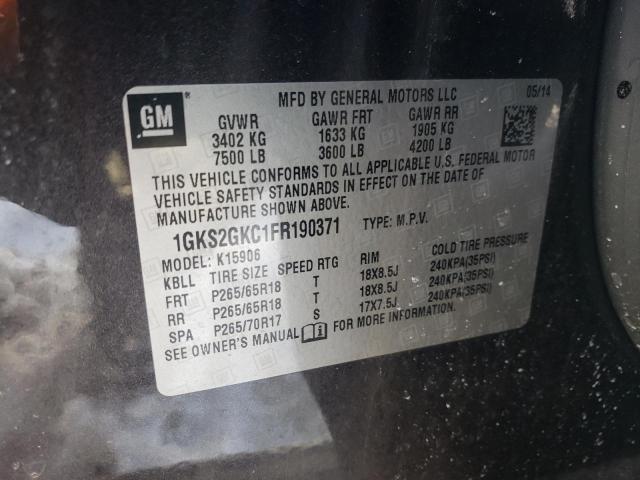 GM
MFD BY GENERAL MOTORS LLC 05/14
GVWR GAWR FRT GAWR RR
3402 KG 1633 KG 1905 KG
7500 LB 3600 LB 4200 LB
THIS VEHICLE CONFORMS TO ALL APPLICABLE U.S. FEDERAL MOTOR
VEHICLE SAFETY STANDARDS IN EFFECT ON THE DATE OF
MANUFACTURE SHOWN ABOVE.
1GKS2GKC1FR190371 TYPE: M.P.V.
MODEL: K15906
KBLL TIRE SIZE SPEED RTG RIM COLD TIRE PRESSURE
FRT P265/65R18 T 18X8.5J 240KPA(35PSI)
RR P265/65R18 T 18X8.5J 240KPA(35PSI)
SPA P265/70R17 S 17X7.5J 240KPA(35PSI)
SEE OWNER'S MANUAL FOR MORE INFORMATION.